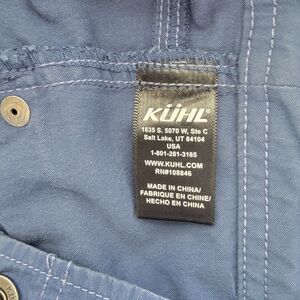 KÜHL
1635 S. 5070 W, Ste C
Salt Lake, UT 84104
USA
1-801-281-3185
WWW.KUHL.COM
RN#108846
MADE IN CHINA/
FABRIQUE EN CHINE/
HECHO EN CHINA